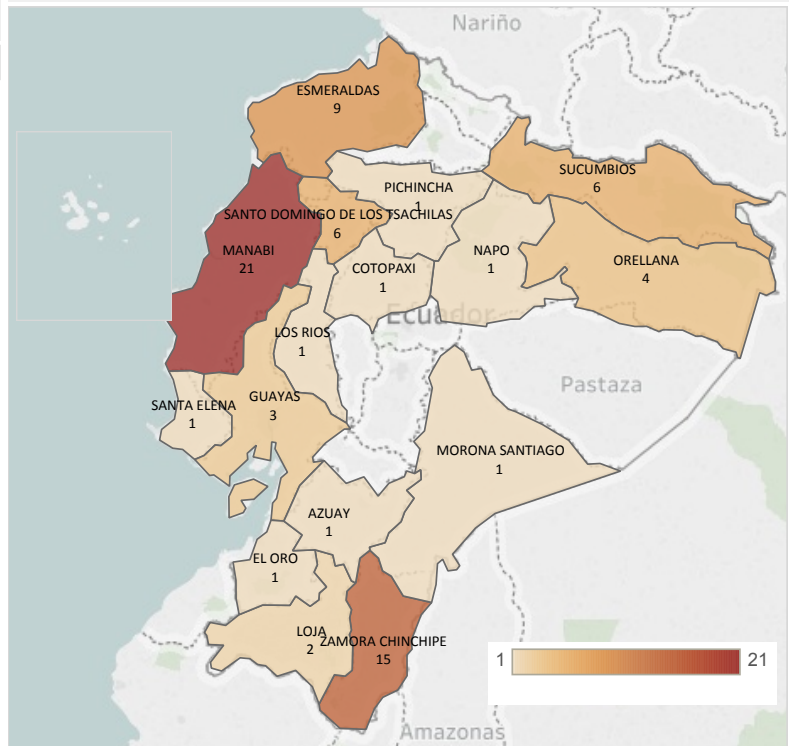 Nariño
ESMERALDAS
9
SUCUMBIOS
6
PICHINCHA
1
SANTO DOMINGO DE LOS TSACHILAS
6
MANABI
21
NAPO
1
ORELLANA
4
COTOPAXI
1
Ecuador
LOS RIOS
1
Pastaza
GUAYAS
3
SANTA ELENA
1
MORONA SANTIAGO
1
AZUAY
1
EL ORO
1
LOJA
2
ZAMORA CHINCHIPE
15
1 21
Amazonas